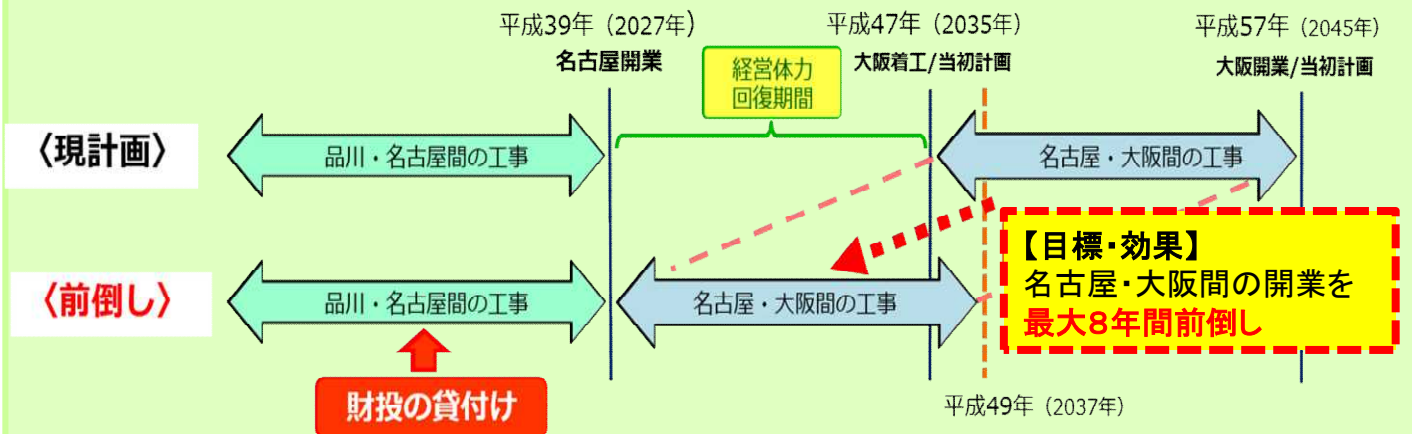 平成39年（2027年）
名古屋開業
平成47年（2035年）
大阪着工/当初計画
平成57年（2045年）
大阪開業/当初計画
経営体力
回復期間
〈現計画〉
品川・名古屋間の工事
名古屋・大阪間の工事
〈前倒し〉
品川・名古屋間の工事
名古屋・大阪間の工事
【目標・効果】
名古屋・大阪間の開業を
最大８年間前倒し
財投の貸付け
平成49年（2037年）